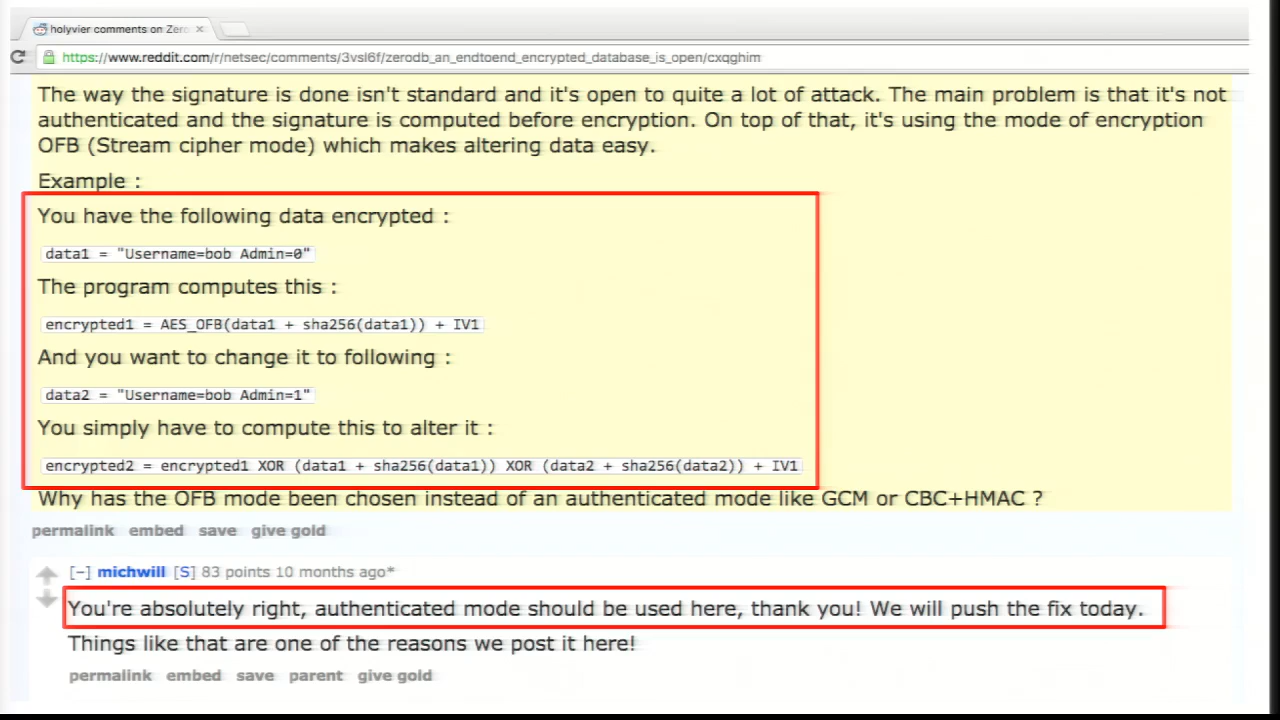 holyvier comments on Zero
https://www.reddit.com/r/netsec/comments/3vsl6f/zerodb_an_endtoend_encrypted_database_is_open/cxqghim
The way the signature is done isn't standard and it's open to quite a lot of attack. The main problem is that it's not
authenticated and the signature is computed before encryption. On top of that, it's using the mode of encryption
OFB (Stream cipher mode) which makes altering data easy.
Example :
You have the following data encrypted :
data1 = "Username=bob Admin=0"
The program computes this :
encrypted1 = AES_OFB(data1 + sha256(data1)) + IV1
And you want to change it to following :
data2 = "Username=bob Admin=1"
You simply have to compute this to alter it :
encrypted2 = encrypted1 XOR (data1 + sha256(data1)) XOR (data2 + sha256(data2)) + IV1
Why has the OFB mode been chosen instead of an authenticated mode like GCM or CBC+HMAC ?
permalink embed save give gold
[−] michwill [S] 83 points 10 months ago*
You're absolutely right, authenticated mode should be used here, thank you! We will push the fix today.
Things like that are one of the reasons we post it here!
permalink embed save parent give gold